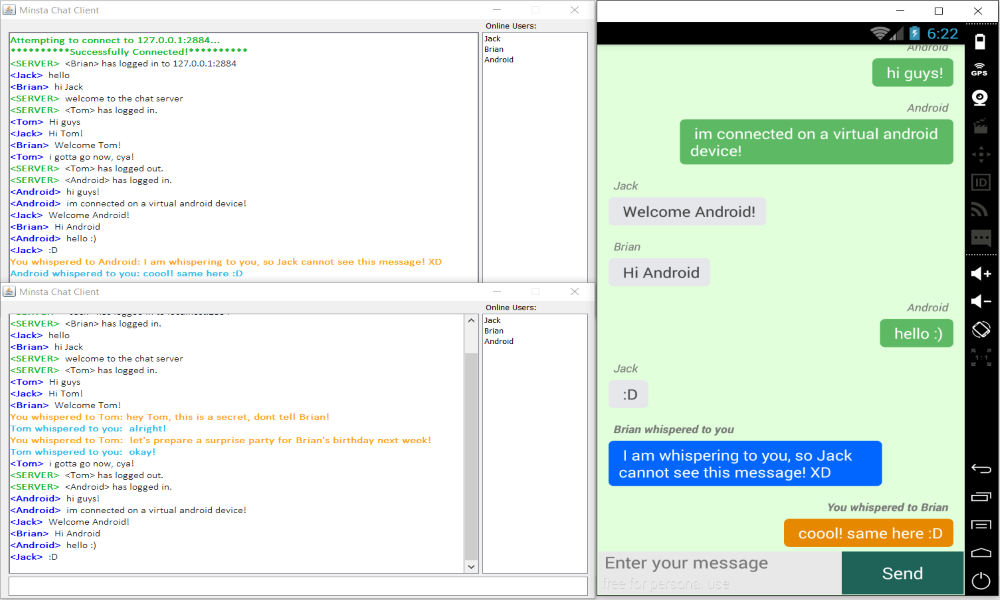 Minsta Chat Client
Online Users:
Attempting to connect to 127.0.0.1:2884...
**********Successfully Connected!**********
<SERVER> <Brian> has logged in to 127.0.0.1:2884
<Jack> hello
<Brian> hi Jack
<SERVER> welcome to the chat server
<SERVER> <Tom> has logged in.
<Tom> Hi guys
<Jack> Hi Tom!
<Brian> Welcome Tom!
<Tom> i gotta go now, cya!
<SERVER> <Tom> has logged out.
<SERVER> <Android> has logged in.
<Android> hi guys!
<Android> im connected on a virtual android device!
<Jack> Welcome Android!
<Brian> Hi Android
<Android> hello :)
<Jack> :D
You whispered to Android: I am whispering to you, so Jack cannot see this message! XD
Android whispered to you: coool! same here :D
Jack
Brian
Android
Minsta Chat Client
Online Users:
<SERVER> <Brian> has logged in.
<Jack> hello
<Brian> hi Jack
<SERVER> welcome to the chat server
<SERVER> <Tom> has logged in.
<Tom> Hi guys
<Jack> Hi Tom!
<Brian> Welcome Tom!
You whispered to Tom: hey Tom, this is a secret, dont tell Brian!
Tom whispered to you: alright!
You whispered to Tom: let's prepare a surprise party for Brian's birthday next week!
Tom whispered to you: okay!
<Tom> i gotta go now, cya!
<SERVER> <Tom> has logged out.
<SERVER> <Android> has logged in.
<Android> hi guys!
<Android> im connected on a virtual android device!
<Jack> Welcome Android!
<Brian> Hi Android
<Android> hello :)
<Jack> :D
Jack
Brian
Android
6:22
Android
hi guys!
Android
im connected on a virtual android
device!
Jack
Welcome Android!
Brian
Hi Android
Android
hello :)
Jack
:D
Brian whispered to you
I am whispering to you, so Jack
cannot see this message! XD
You whispered to Brian
coool! same here :D
Enter your message
free for personal use
Send
GPS
ID
1:1